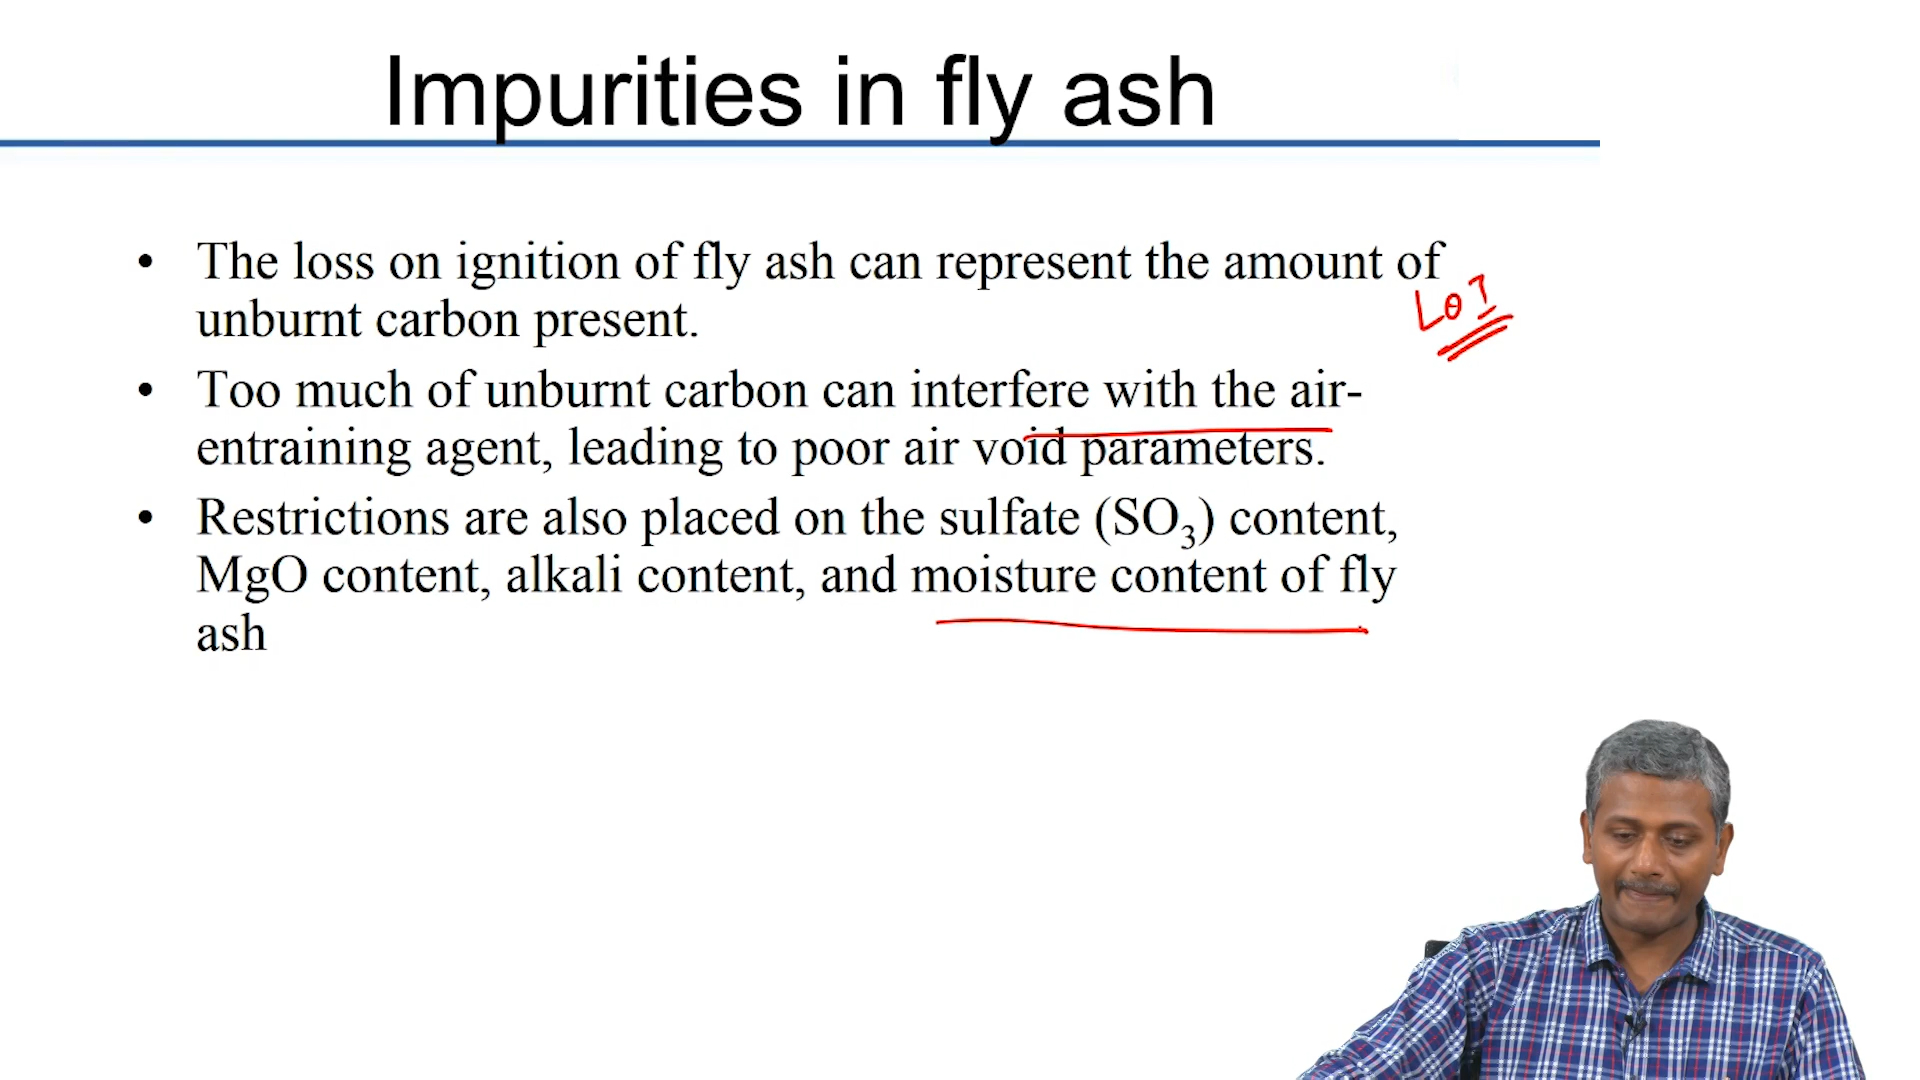 Impurities in fly ash
• The loss on ignition of fly ash can represent the amount of
LOI
unburnt carbon present.
• Too much of unburnt carbon can interfere with the air-
entraining agent, leading to poor air void parameters.
• Restrictions are also placed on the sulfate (SO₃) content,
MgO content, alkali content, and moisture content of fly
ash